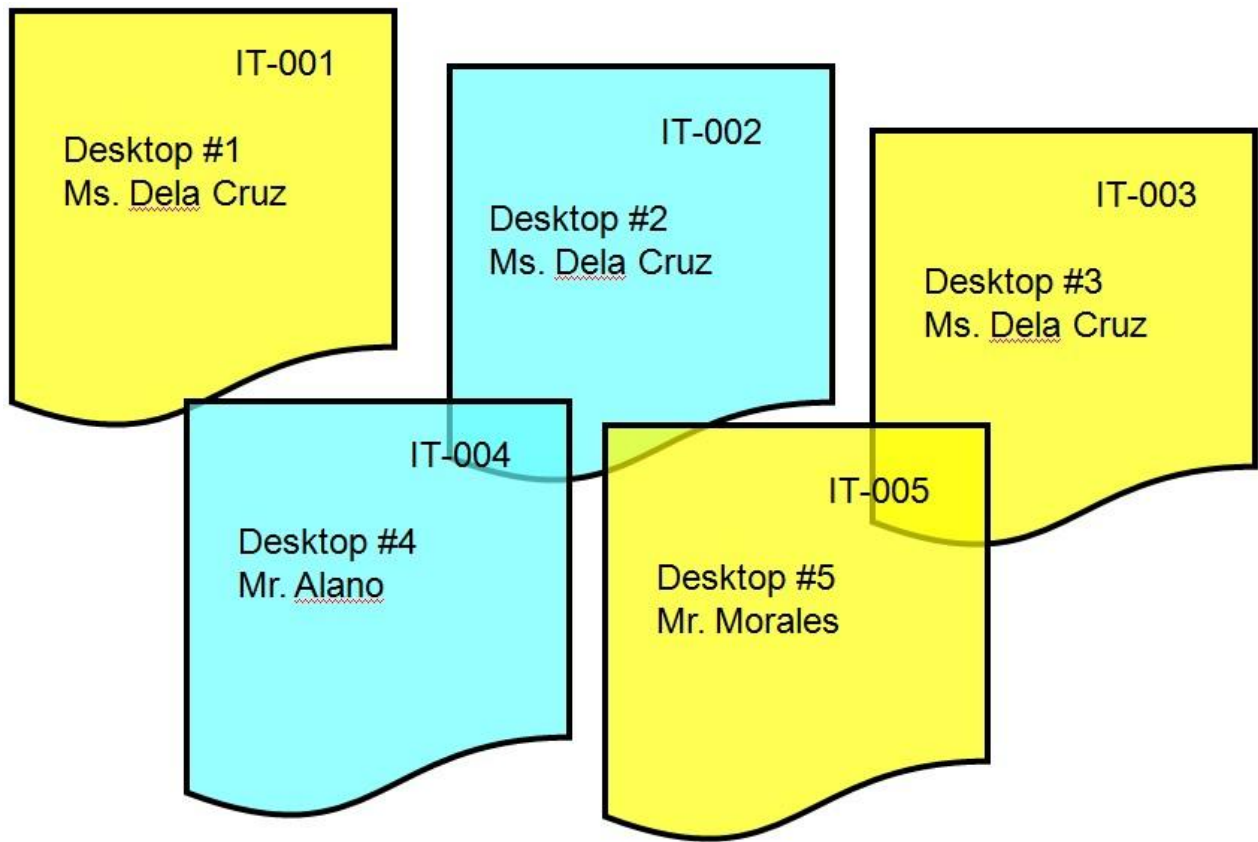 IT-001
Desktop #1
Ms. Dela Cruz
IT-002
Desktop #2
Ms. Dela Cruz
IT-003
Desktop #3
Ms. Dela Cruz
IT-004
Desktop #4
Mr. Alano
IT-005
Desktop #5
Mr. Morales